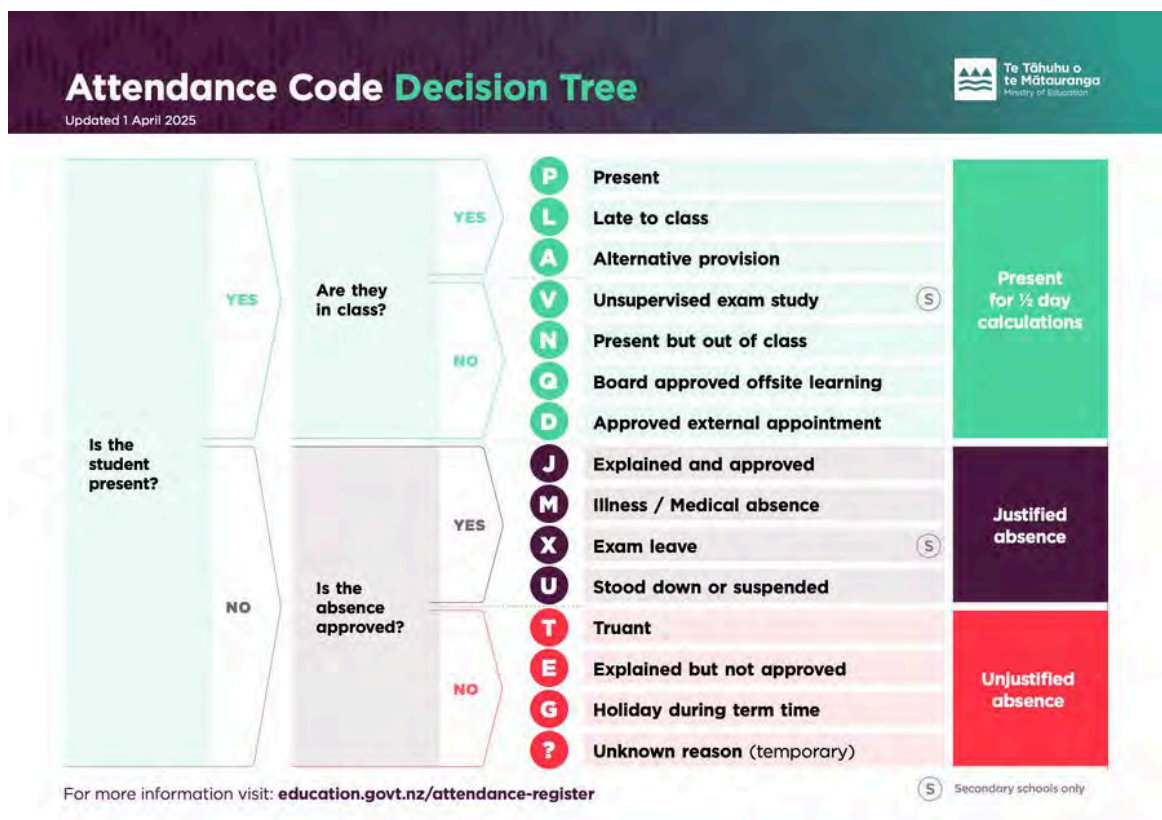 Attendance Code Decision Tree
Updated 1 April 2025
Te Tāhuhu o
te Mātauranga
Ministry of Education
Is the
student
present?
YES
Are they
in class?
YES
P Present
L Late to class
A Alternative provision
NO
V Unsupervised exam study S
N Present but out of class
Q Board approved offsite learning
D Approved external appointment
Present
for ½ day
calculations
NO
Is the
absence
approved?
YES
J Explained and approved
M Illness / Medical absence
X Exam leave S
U Stood down or suspended
Justified
absence
NO
T Truant
E Explained but not approved
G Holiday during term time
? Unknown reason (temporary)
Unjustified
absence
For more information visit: education.govt.nz/attendance-register
S Secondary schools only